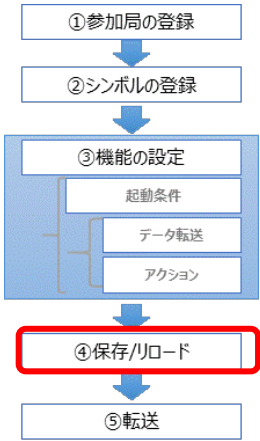 ①参加局の登録
②シンボルの登録
③機能の設定
起動条件
データ転送
アクション
④保存/リロード
⑤転送